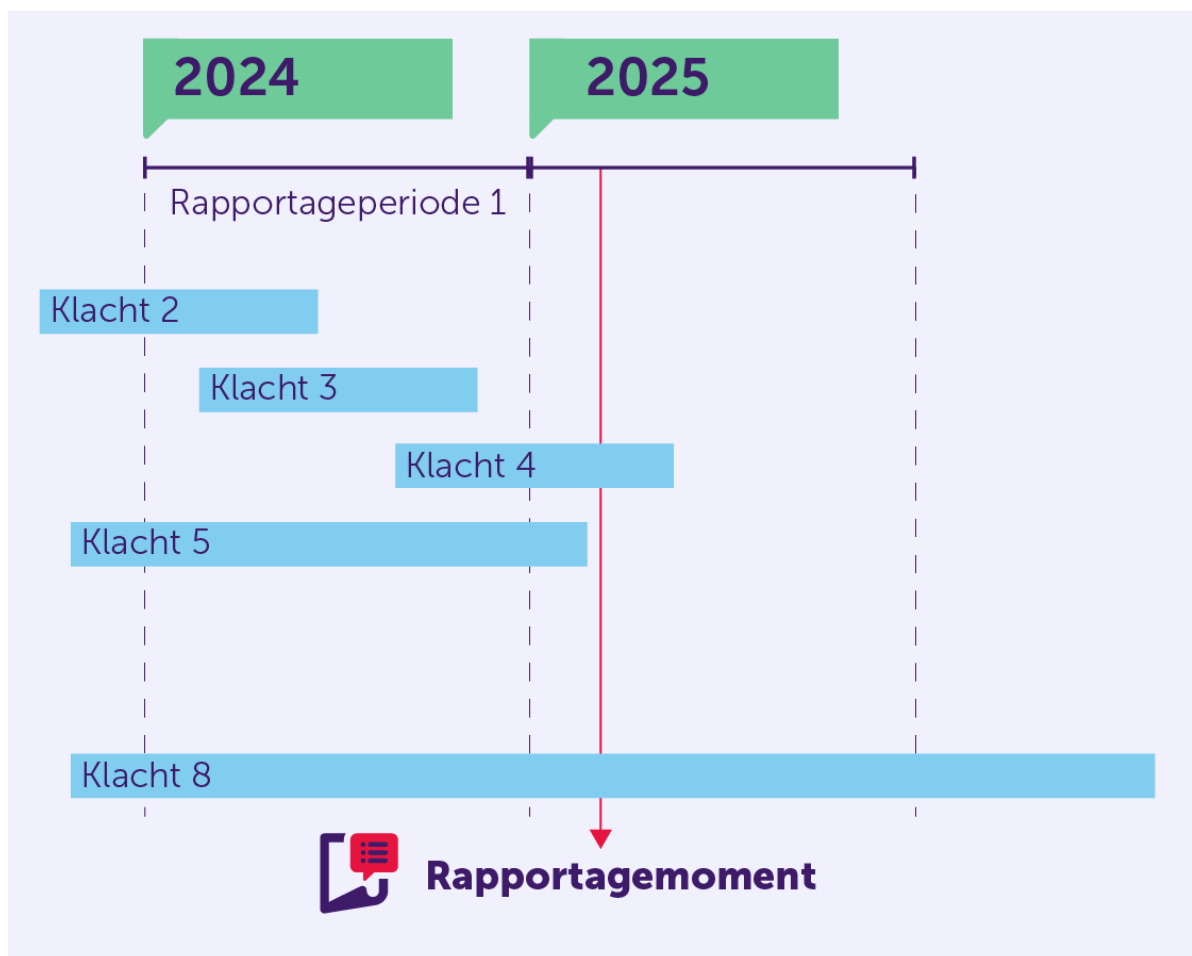 2024
2025
Rapportageperiode 1
Klacht 2
Klacht 3
Klacht 4
Klacht 5
Klacht 8
Rapportagemoment